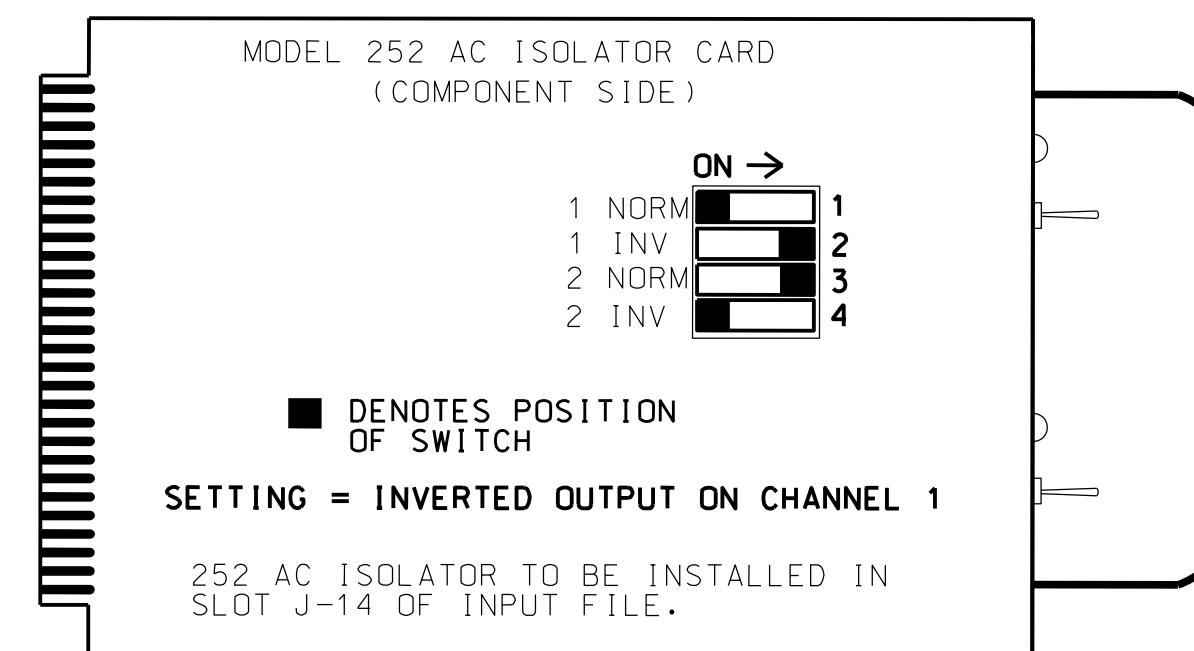 MODEL 252 AC ISOLATOR CARD
(COMPONENT SIDE)
ON →
1 NORM 1
1 INV 2
2 NORM 3
2 INV 4
DENOTES POSITION
OF SWITCH
SETTING = INVERTED OUTPUT ON CHANNEL 1
252 AC ISOLATOR TO BE INSTALLED IN
SLOT J-14 OF INPUT FILE.